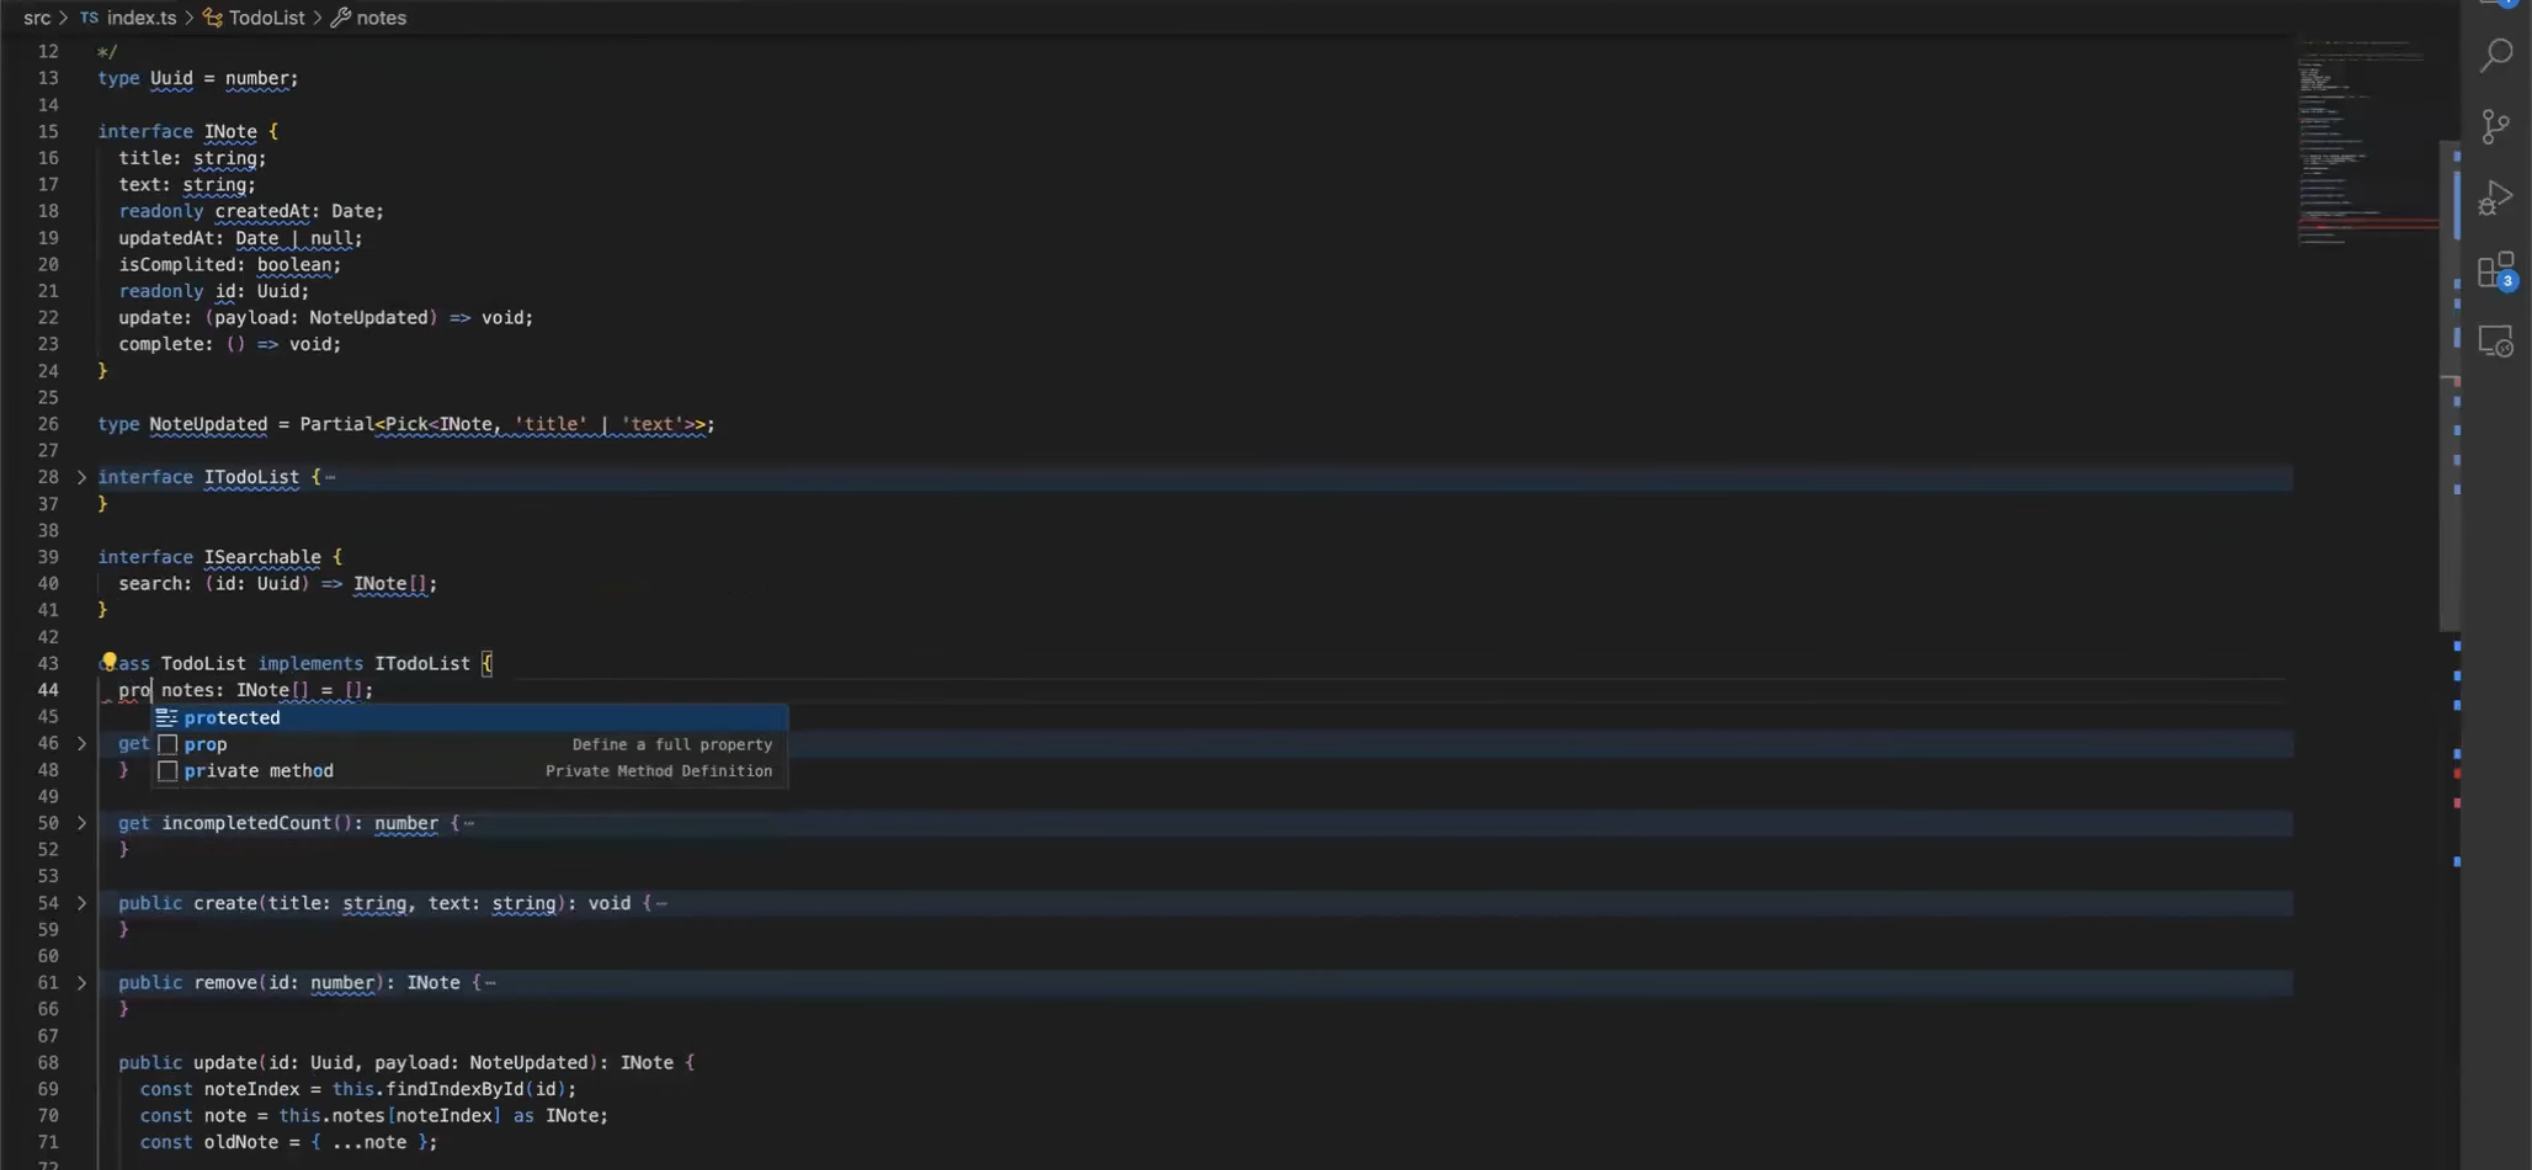 src > TS index.ts > TodoList > notes
12 */
13 type Uuid = number;
14
15 interface INote {
16 title: string;
17 text: string;
18 readonly createdAt: Date;
19 updatedAt: Date | null;
20 isComplited: boolean;
21 readonly id: Uuid;
22 update: (payload: NoteUpdated) => void;
23 complete: () => void;
24 }
25
26 type NoteUpdated = Partial<Pick<INote, 'title' | 'text'>>;
27
28 > interface ITodoList {⋯
37 }
38
39 interface ISearchable {
40 search: (id: Uuid) => INote[];
41 }
42
43 class TodoList implements ITodoList {
44 pro notes: INote[] = [];
45 protected
46 > get prop Define a full property
48 } private method Private Method Definition
49
50 > get incompletedCount(): number {⋯
52 }
53
54 > public create(title: string, text: string): void {⋯
59 }
60
61 > public remove(id: number): INote {⋯
66 }
67
68 public update(id: Uuid, payload: NoteUpdated): INote {
69 const noteIndex = this.findIndexById(id);
70 const note = this.notes[noteIndex] as INote;
71 const oldNote = { ...note };
72
3